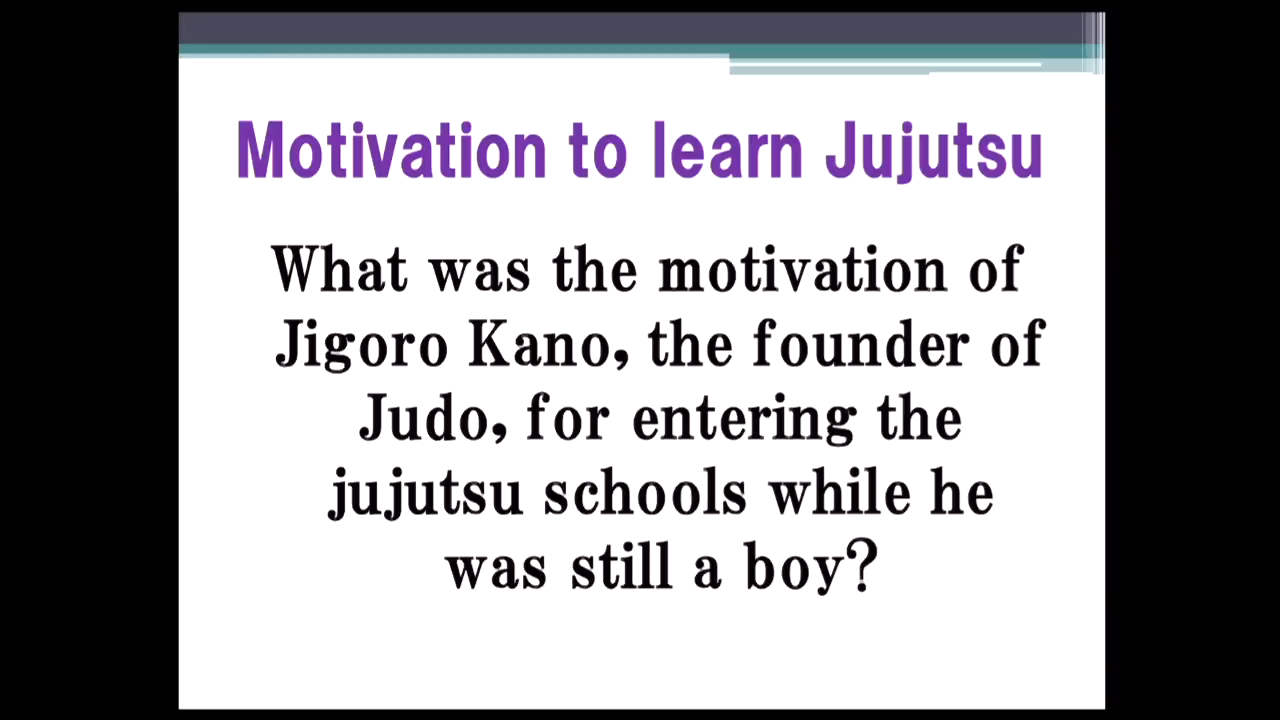 Motivation to learn Jujutsu
What was the motivation of
Jigoro Kano, the founder of
Judo, for entering the
jujutsu schools while he
was still a boy?